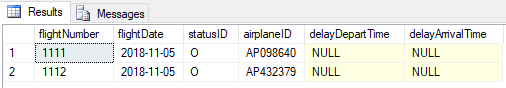 Results Messages
flightNumber flightDate statusID airplaneID delayDepartTime delayArrivalTime
1 1111 2018-11-05 O AP098640 NULL NULL
2 1112 2018-11-05 O AP432379 NULL NULL